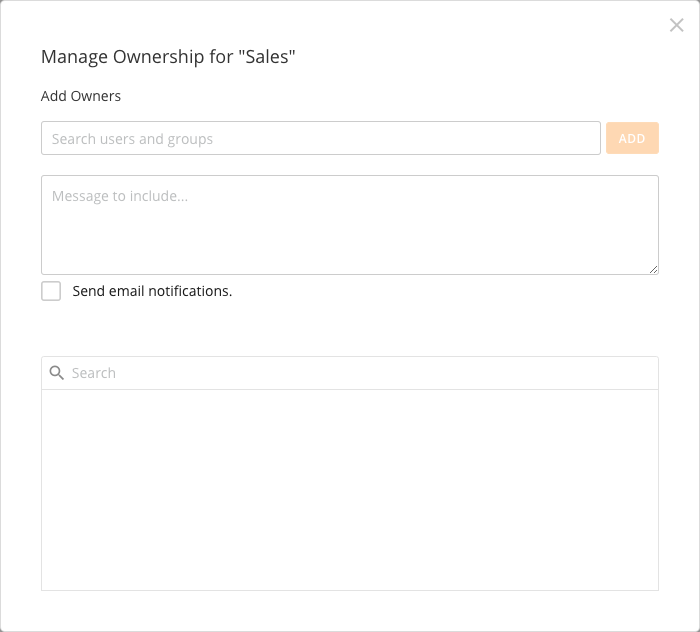 Manage Ownership for "Sales"
Add Owners
Search users and groups
ADD
Message to include...
Send email notifications.
Search